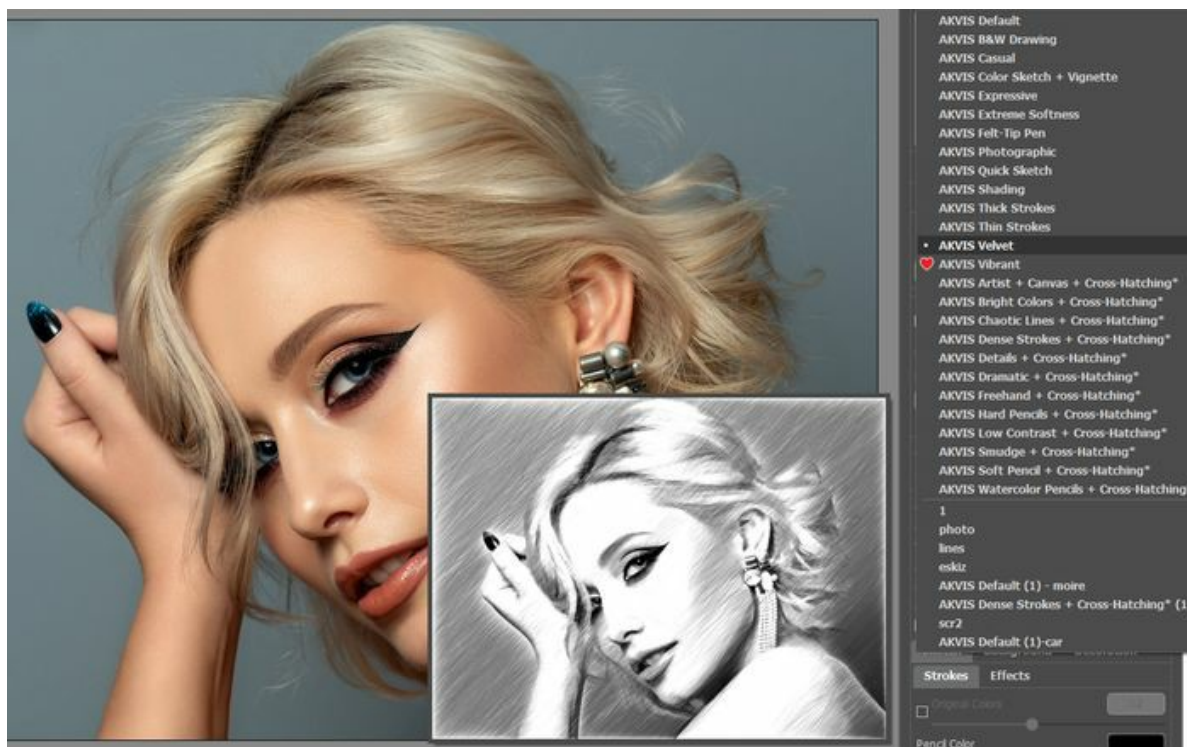 AKVIS Default
AKVIS B&W Drawing
AKVIS Casual
AKVIS Color Sketch + Vignette
AKVIS Expressive
AKVIS Extreme Softness
AKVIS Felt-Tip Pen
AKVIS Photographic
AKVIS Quick Sketch
AKVIS Shading
AKVIS Thick Strokes
AKVIS Thin Strokes
AKVIS Velvet
AKVIS Vibrant
AKVIS Artist + Canvas + Cross-Hatching*
AKVIS Bright Colors + Cross-Hatching*
AKVIS Chaotic Lines + Cross-Hatching*
AKVIS Dense Strokes + Cross-Hatching*
AKVIS Details + Cross-Hatching*
AKVIS Dramatic + Cross-Hatching*
AKVIS Freehand + Cross-Hatching*
AKVIS Hard Pencils + Cross-Hatching*
AKVIS Low Contrast + Cross-Hatching*
AKVIS Smudge + Cross-Hatching*
AKVIS Soft Pencil + Cross-Hatching*
AKVIS Watercolor Pencils + Cross-Hatching
1
photo
lines
eskiz
AKVIS Default (1) - moire
AKVIS Dense Strokes + Cross-Hatching* (1
scr2
AKVIS Default (1)-car
Strokes Effects
Original Colors
Pencil Color